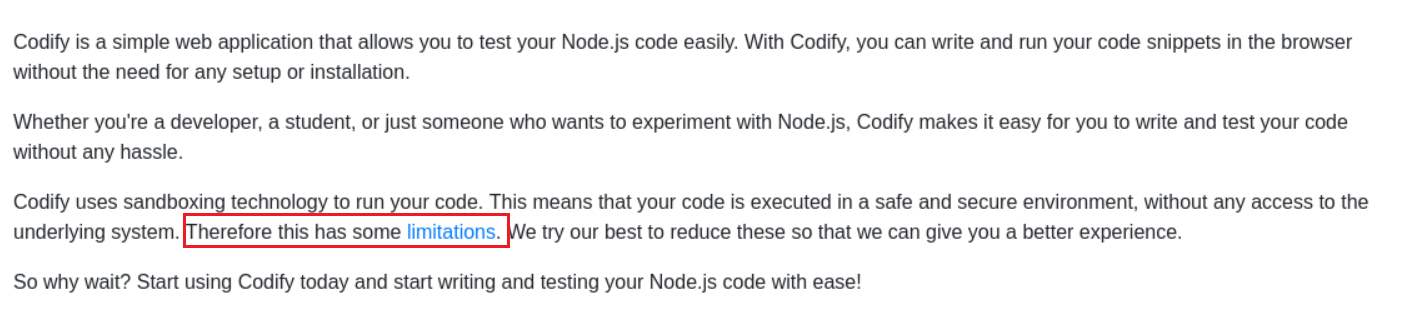 Codify is a simple web application that allows you to test your Node.js code easily. With Codify, you can write and run your code snippets in the browser
without the need for any setup or installation.
Whether you're a developer, a student, or just someone who wants to experiment with Node.js, Codify makes it easy for you to write and test your code
without any hassle.
Codify uses sandboxing technology to run your code. This means that your code is executed in a safe and secure environment, without any access to the
underlying system. Therefore this has some limitations. We try our best to reduce these so that we can give you a better experience.
So why wait? Start using Codify today and start writing and testing your Node.js code with ease!